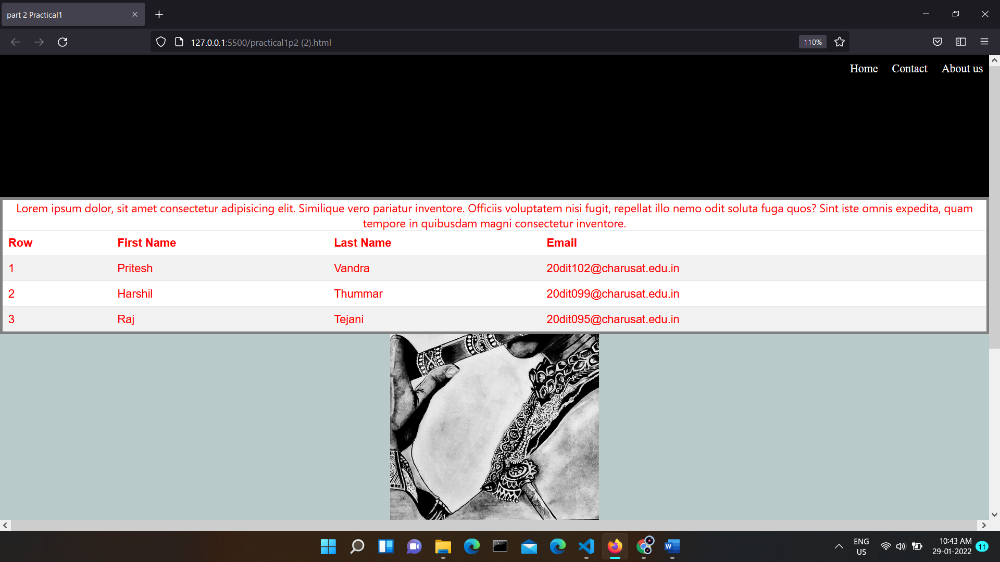 part 2 Practical1
127.0.0.1:5500/practical1p2 (2).html
110%
Home Contact About us
Lorem ipsum dolor, sit amet consectetur adipisicing elit. Similique vero pariatur inventore. Officiis voluptatem nisi fugit, repellat illo nemo odit soluta fuga quos? Sint iste omnis expedita, quam
tempore in quibusdam magni consectetur inventore.
Row First Name Last Name Email
1 Pritesh Vandra 20dit102@charusat.edu.in
2 Harshil Thummar 20dit099@charusat.edu.in
3 Raj Tejani 20dit095@charusat.edu.in
ENG
US
10:43 AM
29-01-2022
11